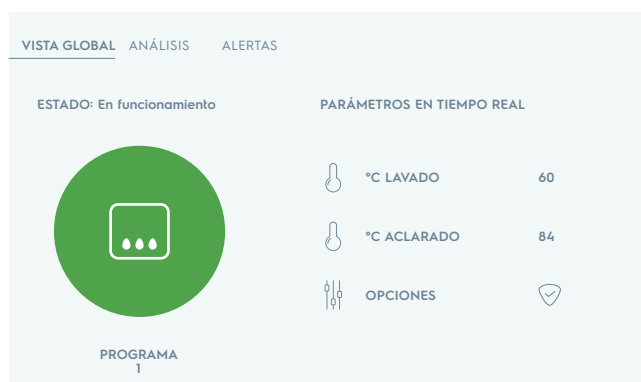 VISTA GLOBAL ANÁLISIS ALERTAS
ESTADO: En funcionamiento
PARÁMETROS EN TIEMPO REAL
°C LAVADO 60
°C ACLARADO 84
OPCIONES
PROGRAMA
1